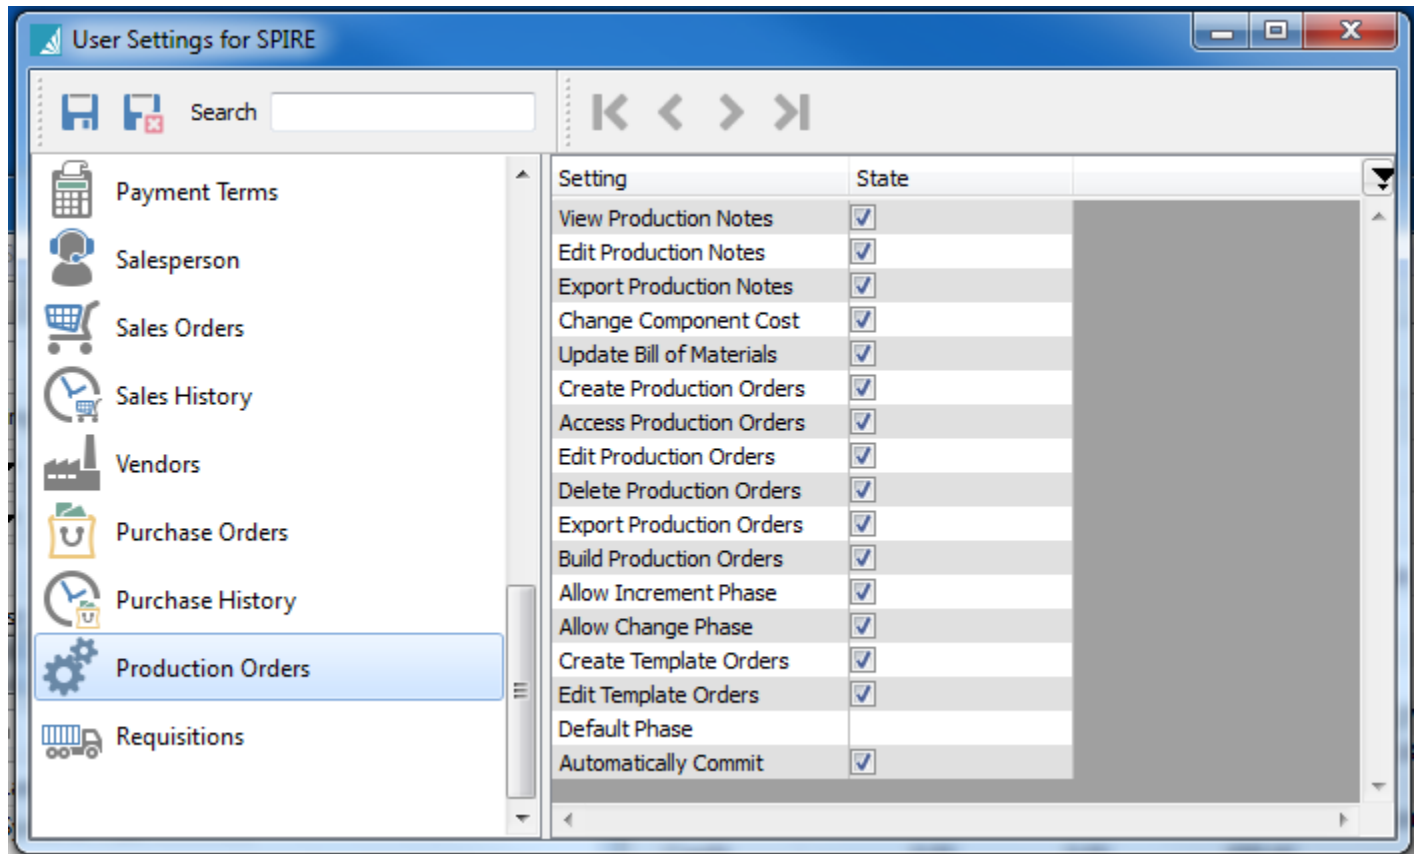 User Settings for SPIRE
Search
Payment Terms
Salesperson
Sales Orders
Sales History
Vendors
Purchase Orders
Purchase History
Production Orders
Requisitions
Setting State
View Production Notes
Edit Production Notes
Export Production Notes
Change Component Cost
Update Bill of Materials
Create Production Orders
Access Production Orders
Edit Production Orders
Delete Production Orders
Export Production Orders
Build Production Orders
Allow Increment Phase
Allow Change Phase
Create Template Orders
Edit Template Orders
Default Phase
Automatically Commit